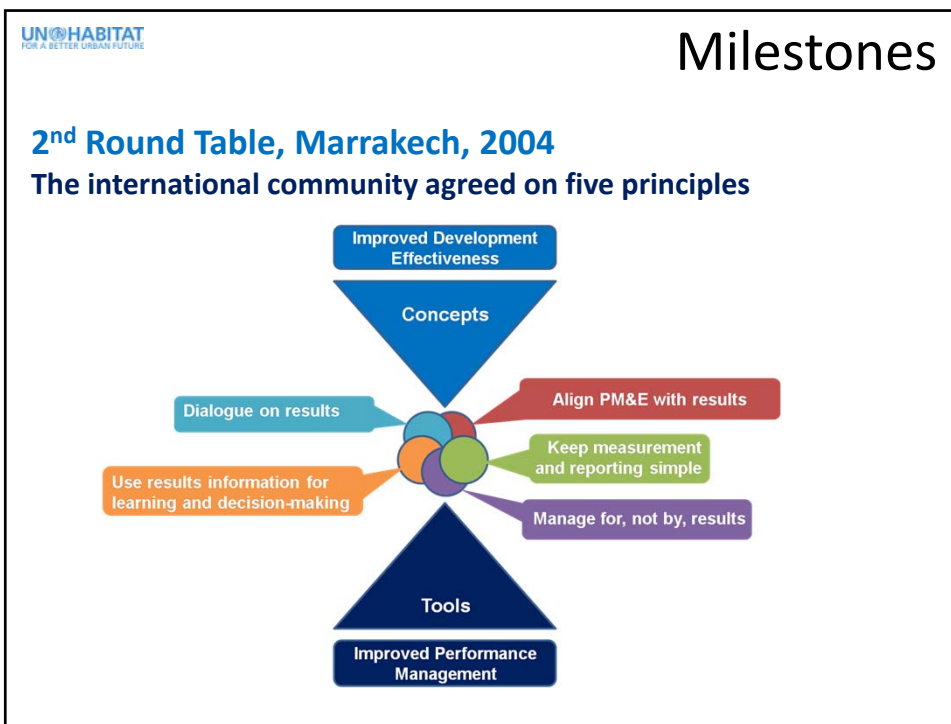 UN HABITAT
FOR A BETTER URBAN FUTURE
Milestones
2nd Round Table, Marrakech, 2004
The international community agreed on five principles
Improved Development
Effectiveness
Concepts
Dialogue on results
Align PM&E with results
Keep measurement
and reporting simple
Use results information for
learning and decision-making
Manage for, not by, results
Tools
Improved Performance
Management